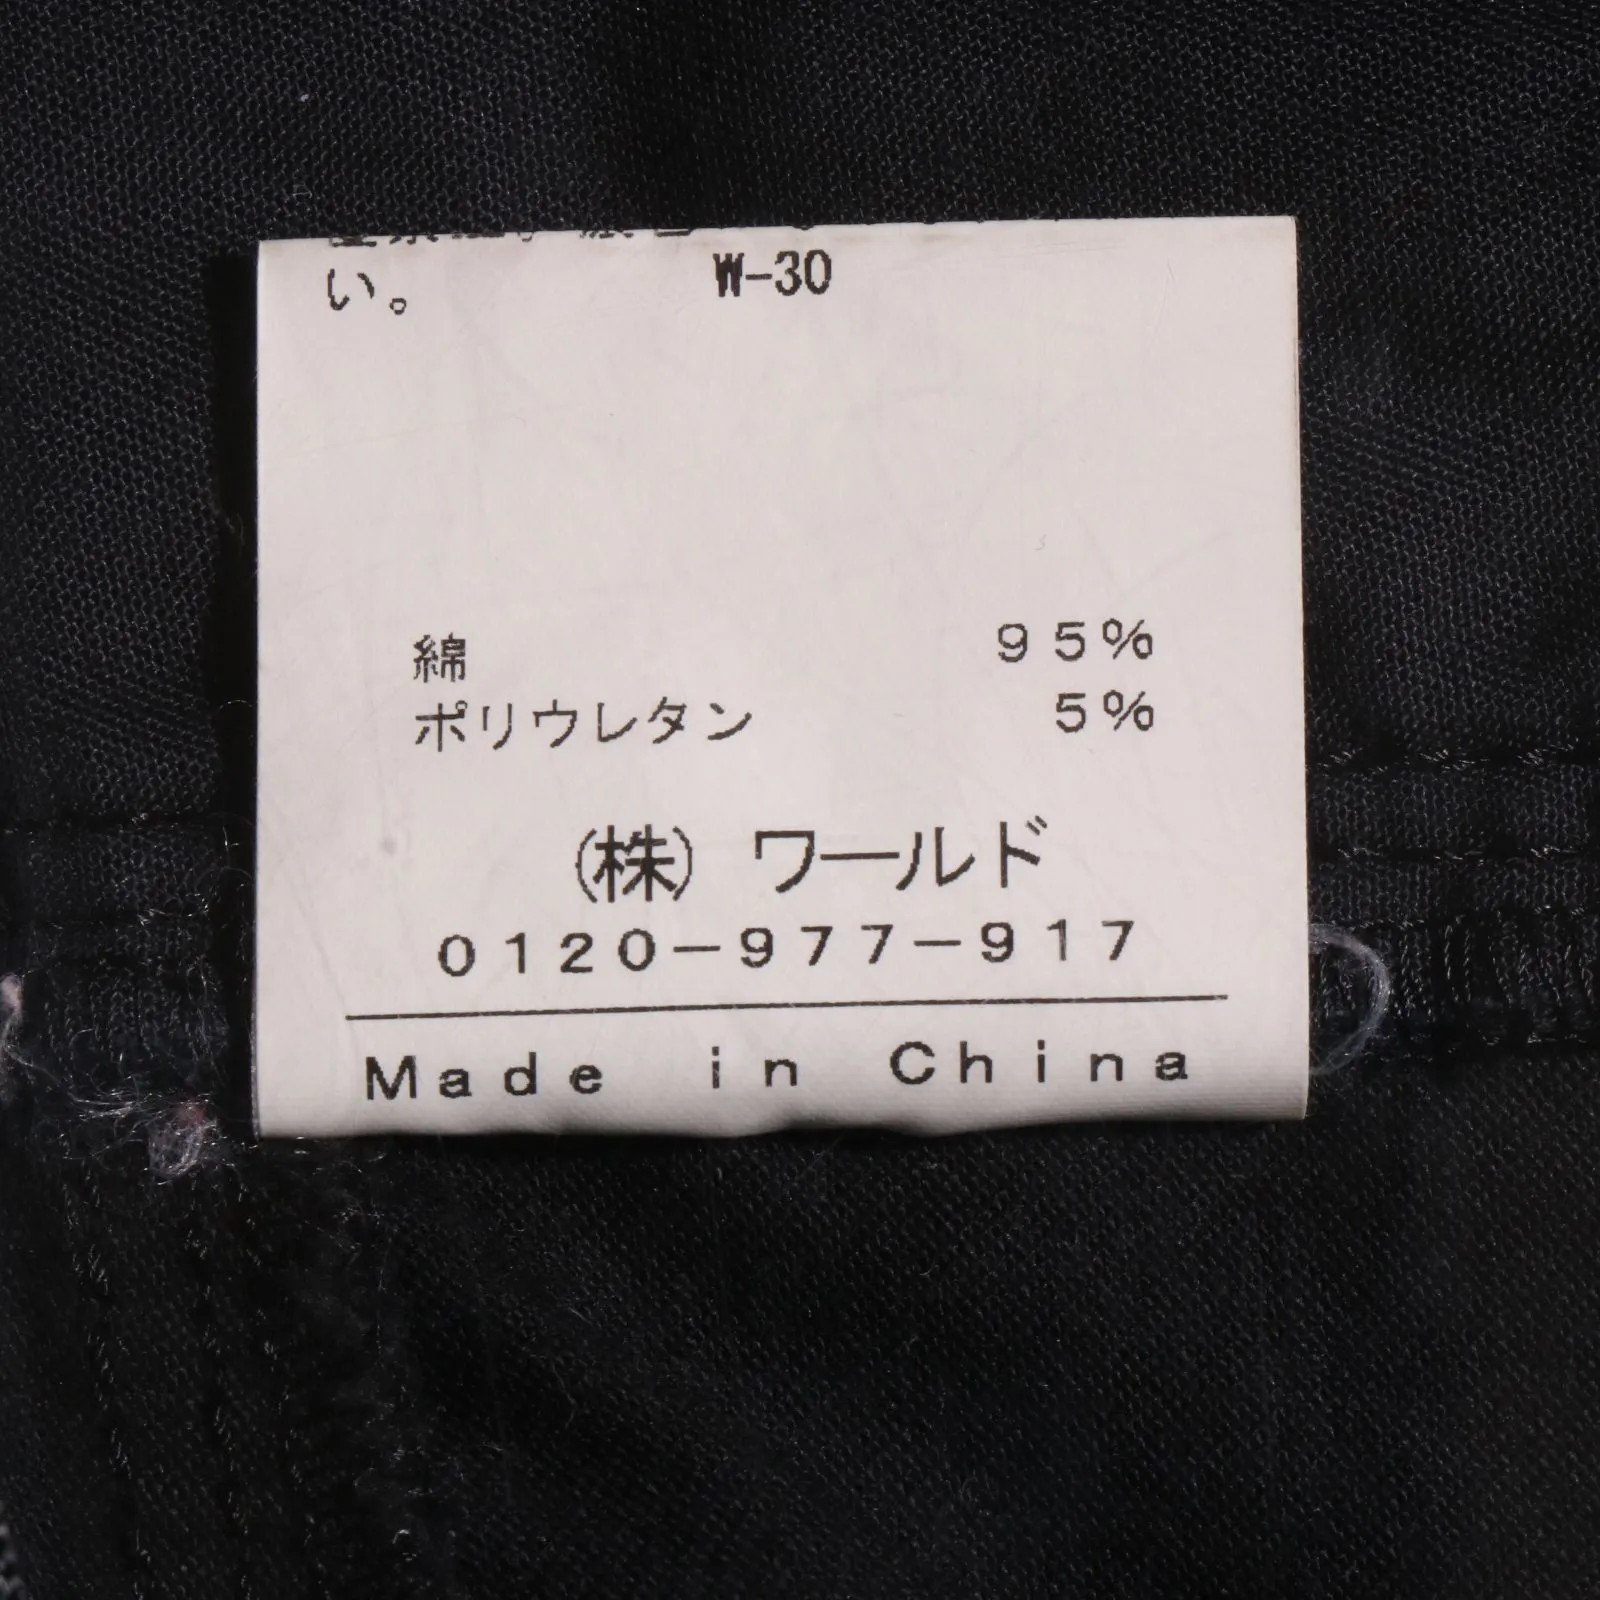 い。
W-30
綿 95%
ポリウレタン 5%
(株) ワールド
0120-977-917
Made in China